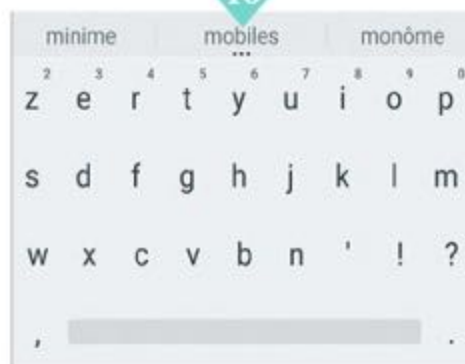 minime mobiles monôme
2 3 4 5 6 7 8 9 0
z e r t y u i o p
s d f g h j k l m
w x c v b n ' ! ?
, .